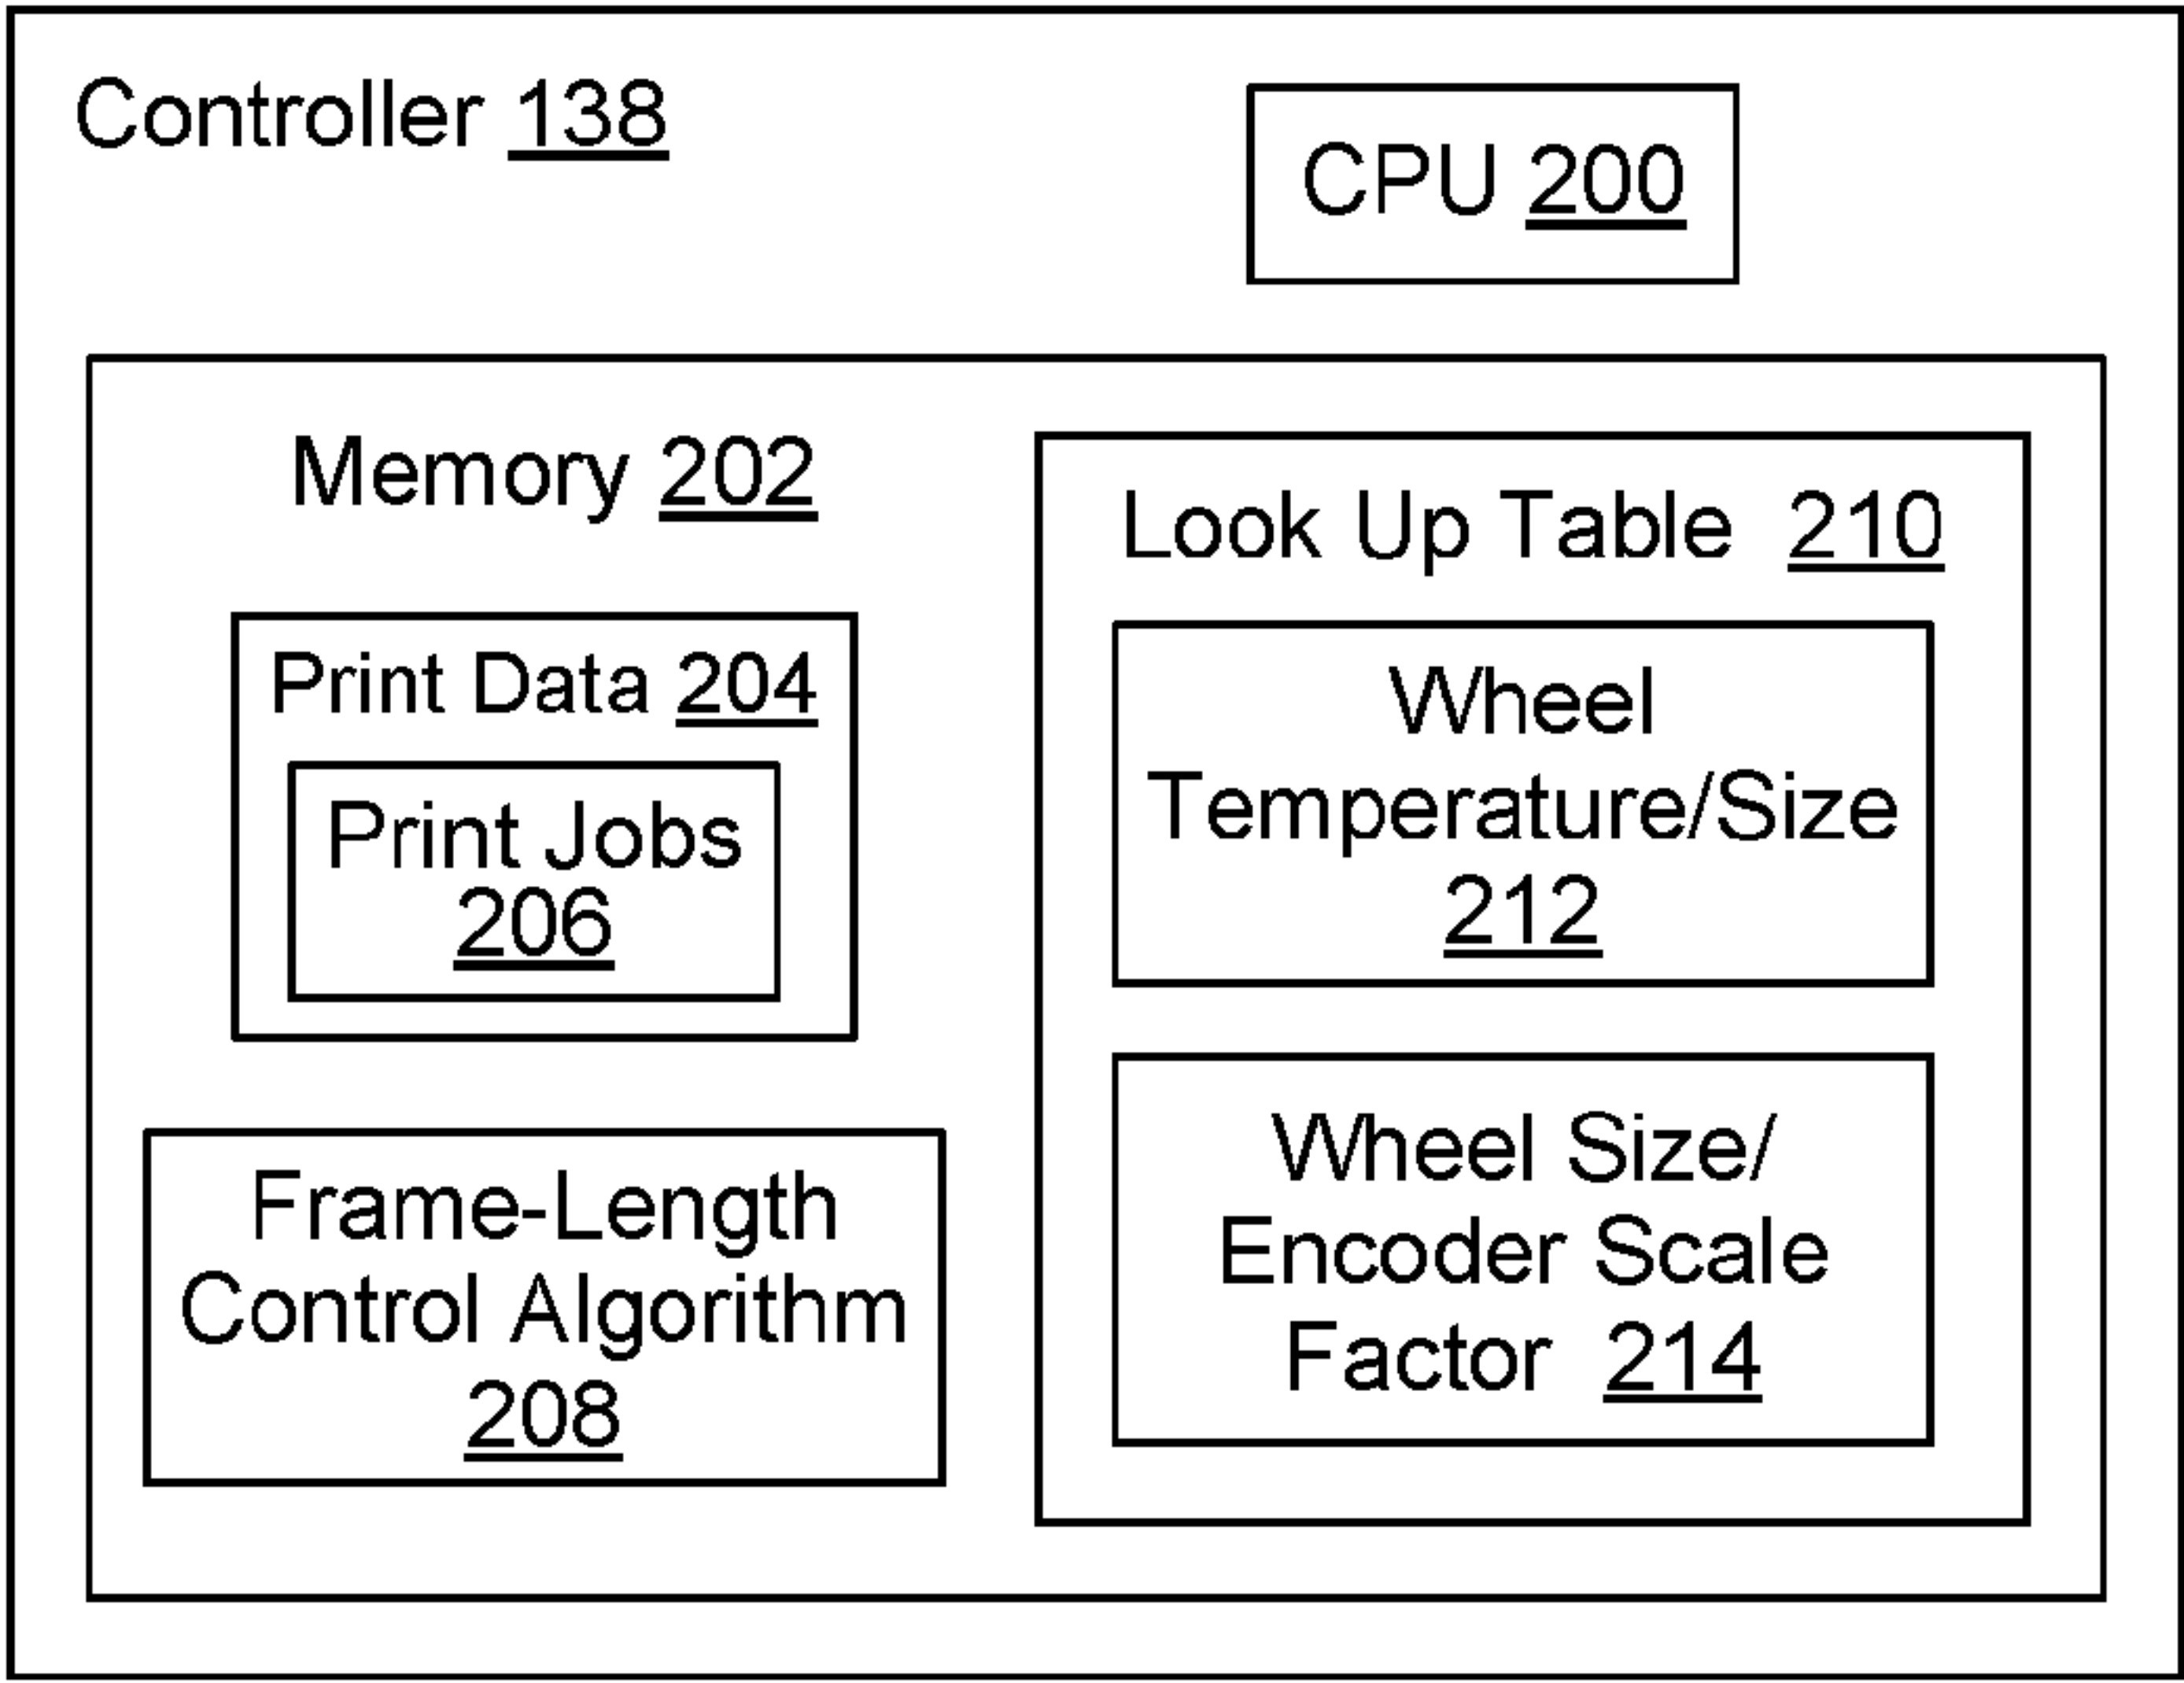 Controller 138
CPU 200
Memory 202
Print Data 204
Print Jobs
206
Frame-Length
Control Algorithm
208
Look Up Table 210
Wheel
Temperature/Size
212
Wheel Size/
Encoder Scale
Factor 214